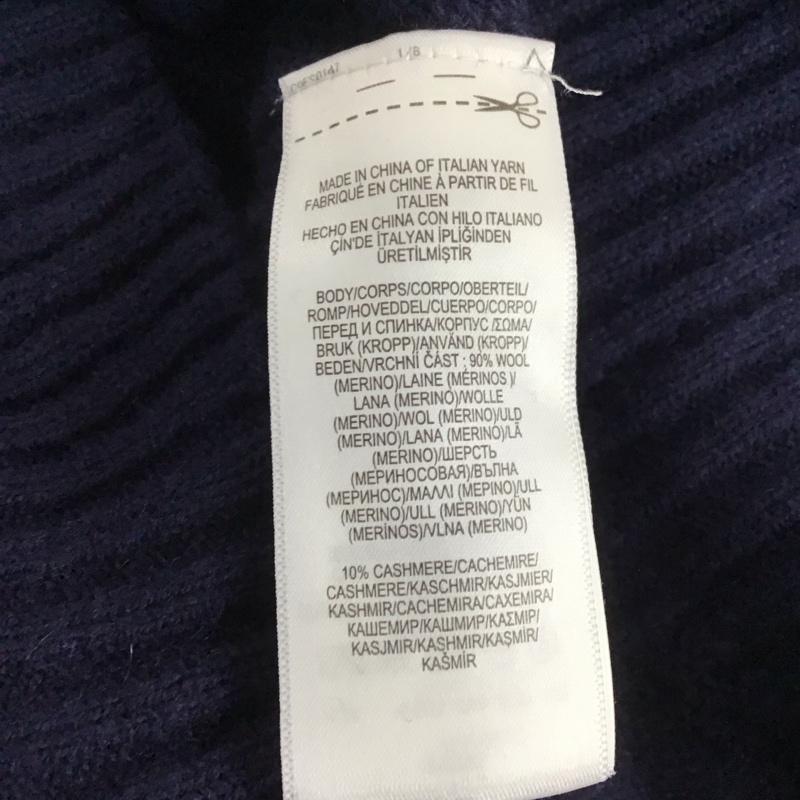 C9FS0147 1/8
MADE IN CHINA OF ITALIAN YARN
FABRIQUÉ EN CHINE À PARTIR DE FIL
ITALIEN
HECHO EN CHINA CON HILO ITALIANO
ÇİN'DE İTALYAN İPLİĞİNDEN
ÜRETİLMİŞTİR
BODY/CORPS/CORPO/OBERTEIL/
ROMP/HOVEDDEL/CUERPO/CORPO/
ПЕРЕД И СПИНКА/КОРПУС /ΣΩΜΑ/
BRUK (KROPP)/ANVÄND (KROPP)/
BEDEN/VRCHNÍ ČÁST : 90% WOOL
(MERINO)/LAINE (MÉRINOS )/
LANA (MERINO)/WOLLE
(MERINO)/WOL (MERINO)/ULD
(MERINO)/LANA (MERINO)/LÃ
(MERINO)/ШЕРСТЬ
(МЕРИНОСОВАЯ)/ВЪЛНА
(МЕРИНОС)/ΜΑΛΛΙ (ΜΕΡΙΝΟ)/ULL
(MERINO)/ULL (MERINO)/YÜN
(MERİNOS)/VLNA (MERINO)
10% CASHMERE/CACHEMIRE/
CASHMERE/KASCHMIR/KASJMIER/
KASHMIR/CACHEMIRA/CAXEMIRA/
КАШЕМИР/КАШМИР/ΚΑΣΜΙΡ/
KASJMIR/KASHMIR/KAŞMİR/
KAŠMÍR